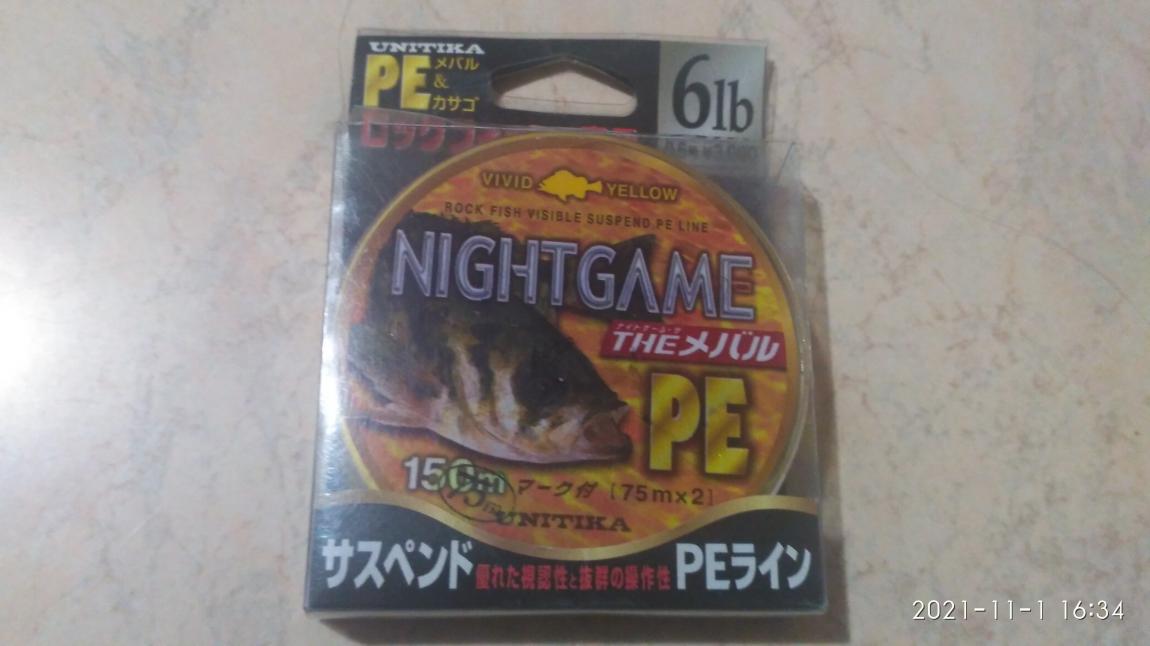 UNITIKA
PE
メバル
&
カサゴ
6lb
VIVID YELLOW
ROCK FISH VISIBLE SUSPEND PE LINE
NIGHTGAME
THEメバル
PE
150m マーク付 [75m×2]
75m
UNITIKA
サスペンド 優れた視認性と抜群の操作性 PEライン
2021-11-1 16:34